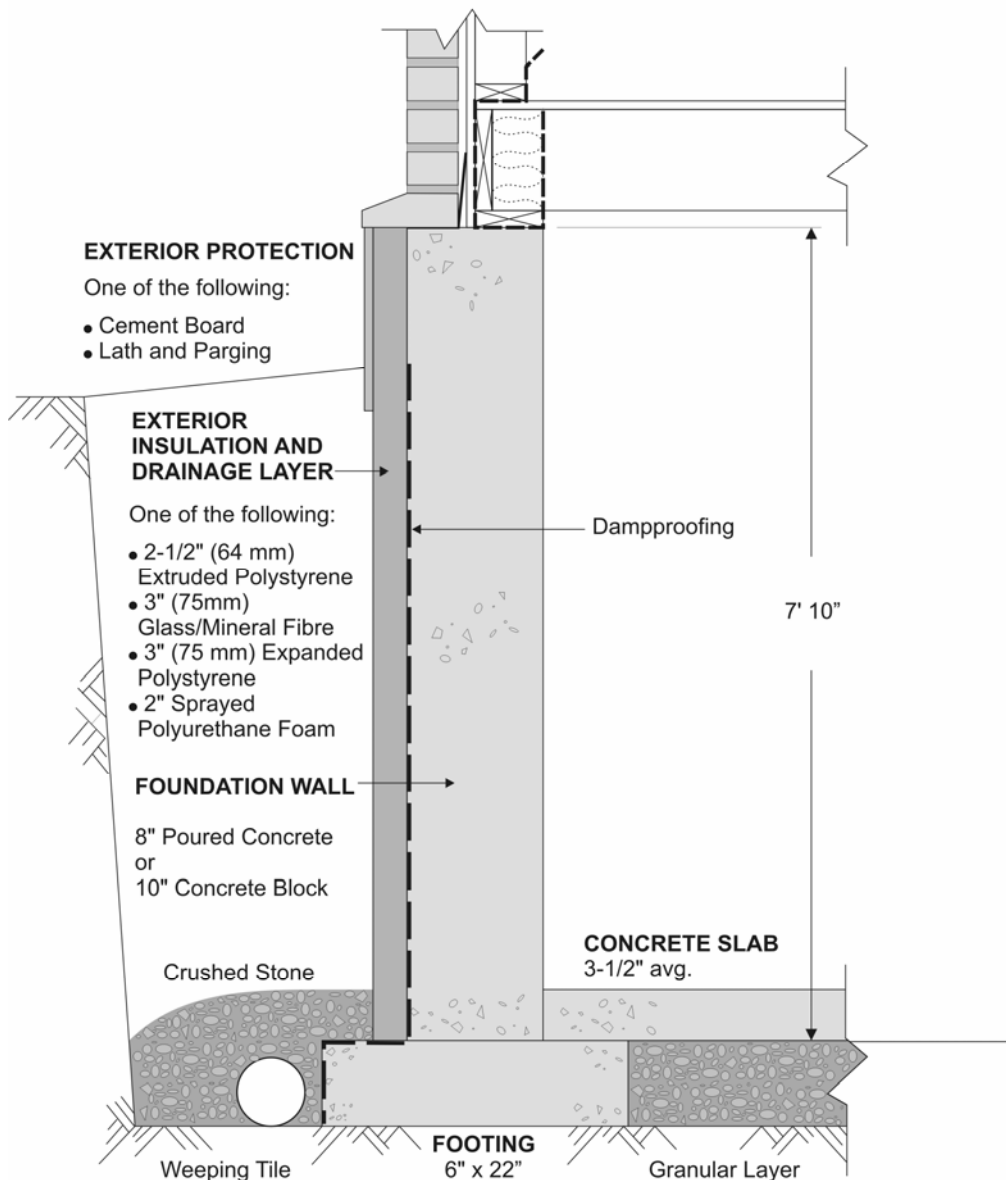 EXTERIOR PROTECTION
One of the following:
• Cement Board
• Lath and Parging
EXTERIOR
INSULATION AND
DRAINAGE LAYER
One of the following:
• 2-1/2" (64 mm)
Extruded Polystyrene
• 3" (75mm)
Glass/Mineral Fibre
• 3" (75 mm) Expanded
Polystyrene
• 2" Sprayed
Polyurethane Foam
Dampproofing
7' 10”
FOUNDATION WALL
8" Poured Concrete
or
10" Concrete Block
CONCRETE SLAB
3-1/2" avg.
Crushed Stone
Weeping Tile
FOOTING
6" x 22”
Granular Layer